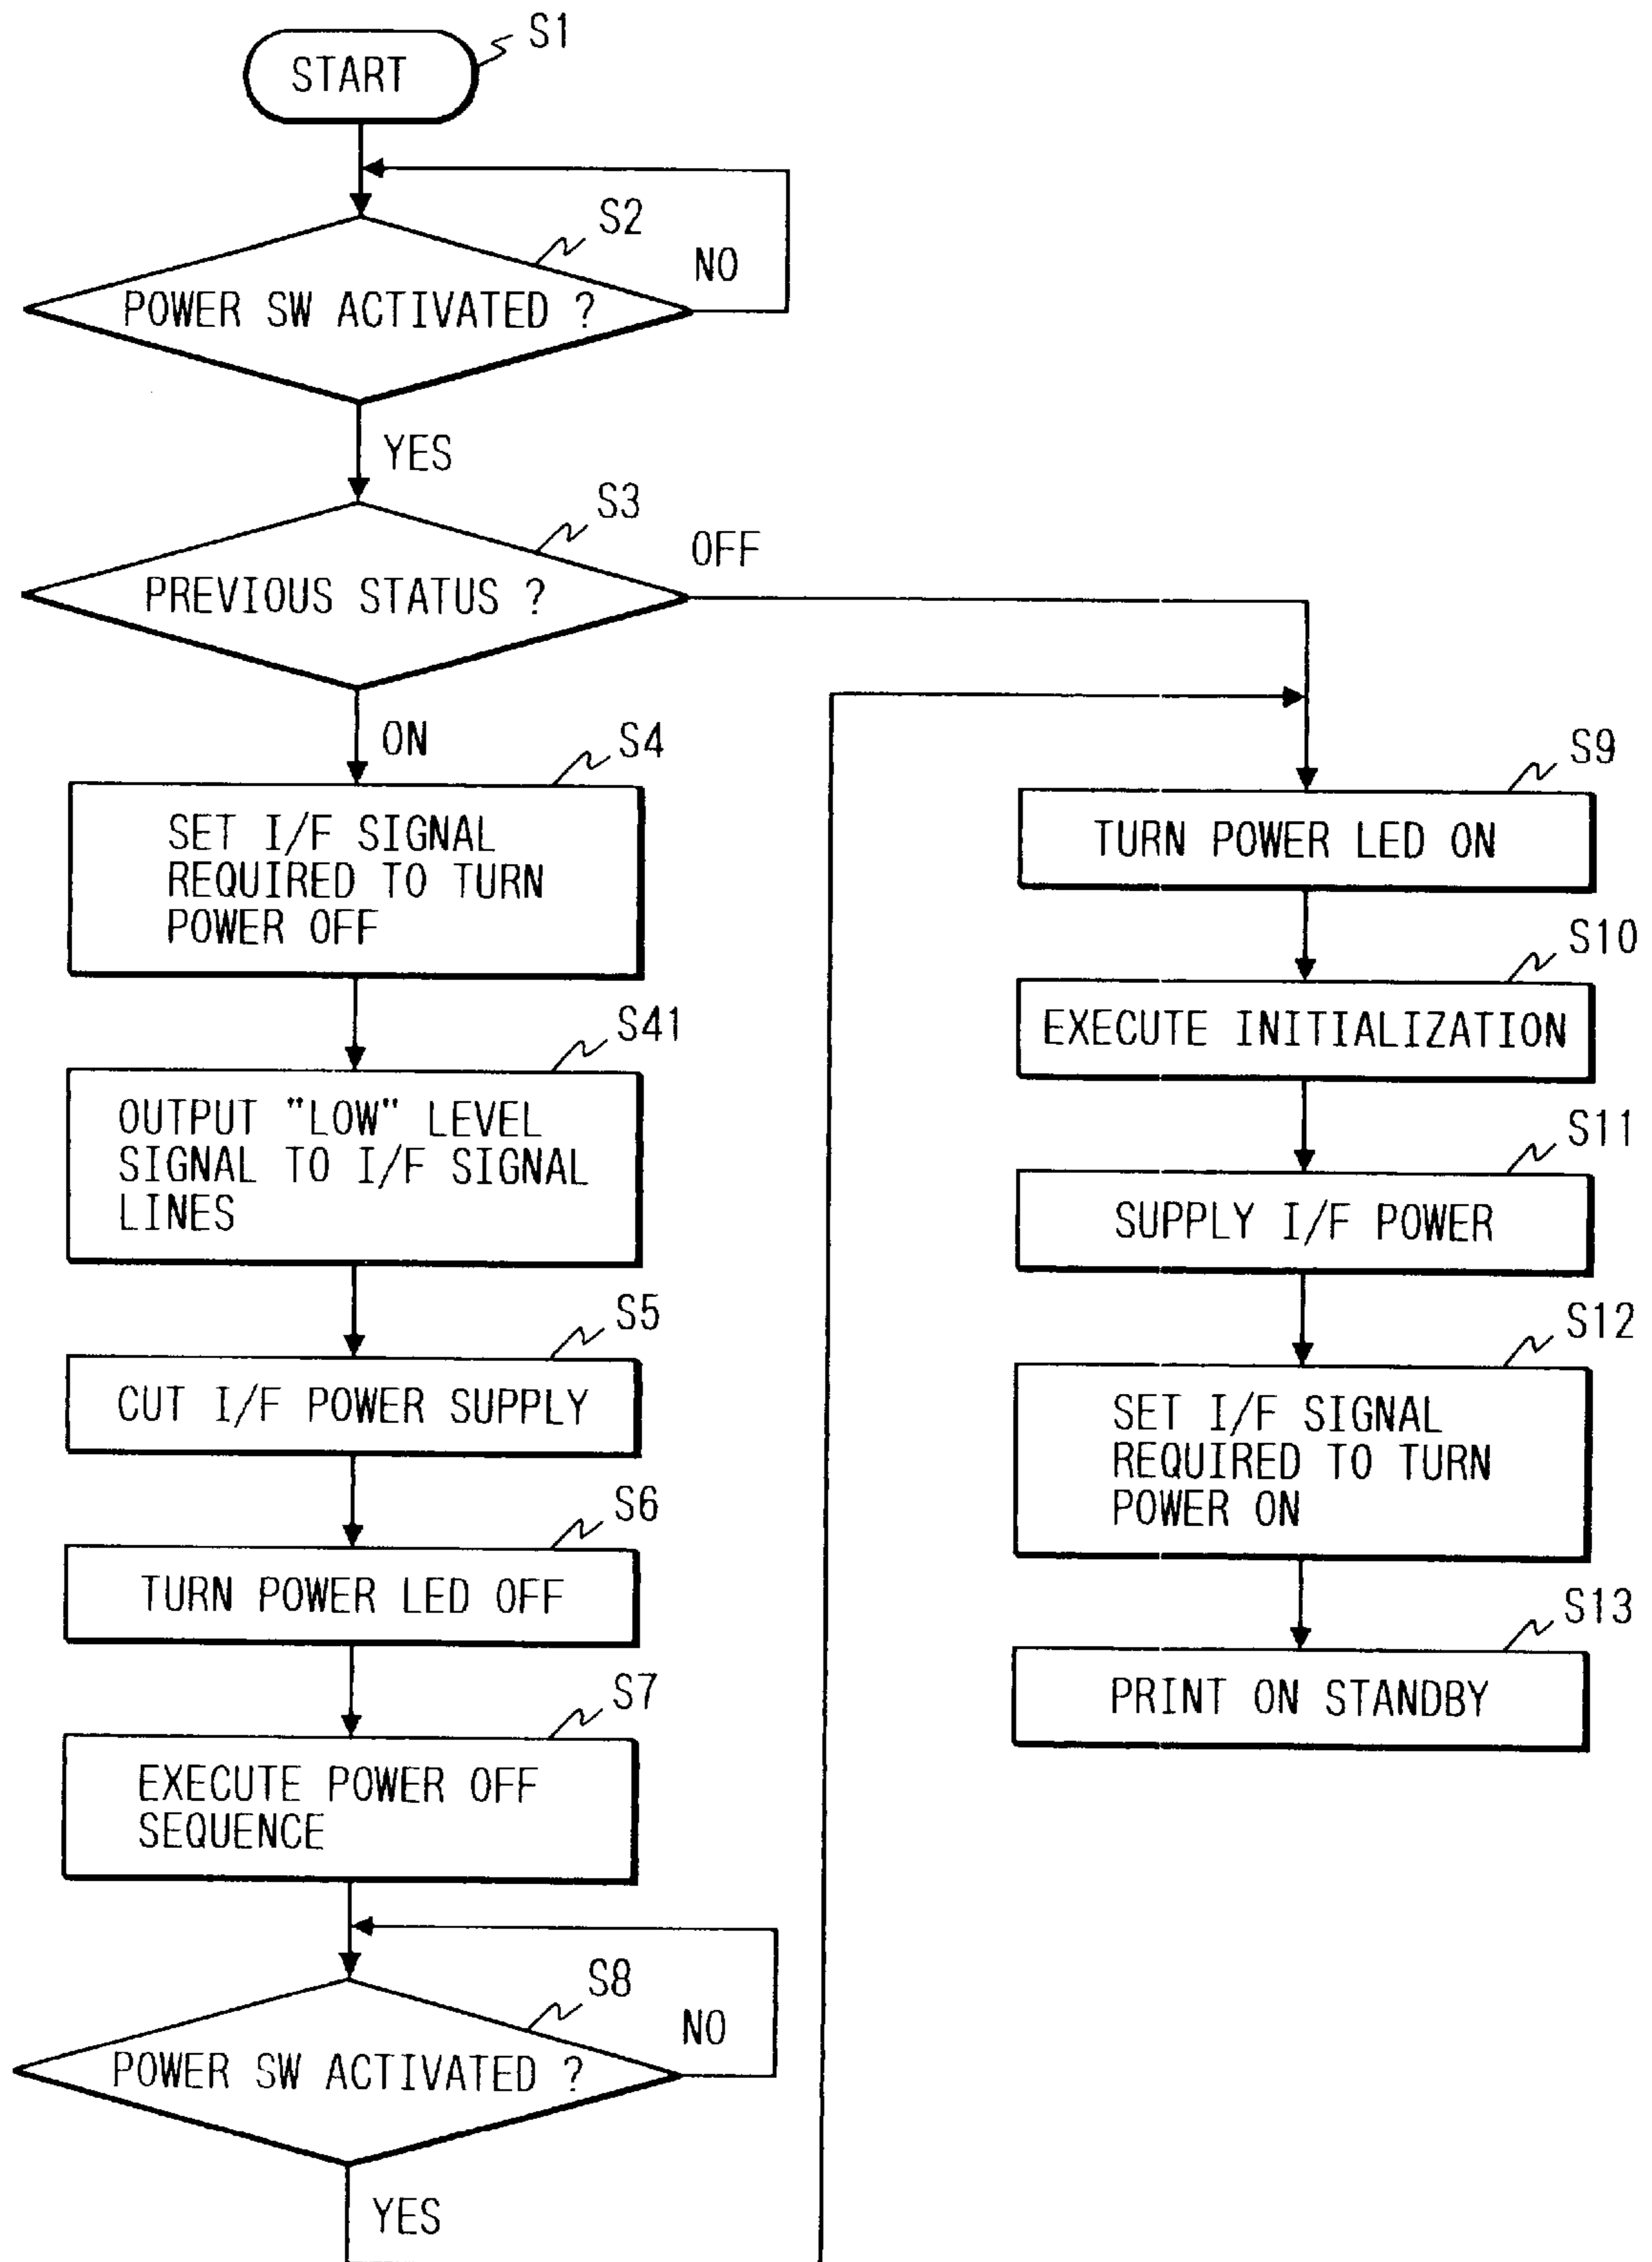 S1
START
S2
NO
POWER SW ACTIVATED ?
YES
S3
OFF
PREVIOUS STATUS ?
ON
S4
SET I/F SIGNAL
REQUIRED TO TURN
POWER OFF
S41
OUTPUT "LOW" LEVEL
SIGNAL TO I/F SIGNAL
LINES
S5
CUT I/F POWER SUPPLY
S6
TURN POWER LED OFF
S7
EXECUTE POWER OFF
SEQUENCE
S8
NO
POWER SW ACTIVATED ?
YES
S9
TURN POWER LED ON
S10
EXECUTE INITIALIZATION
S11
SUPPLY I/F POWER
S12
SET I/F SIGNAL
REQUIRED TO TURN
POWER ON
S13
PRINT ON STANDBY